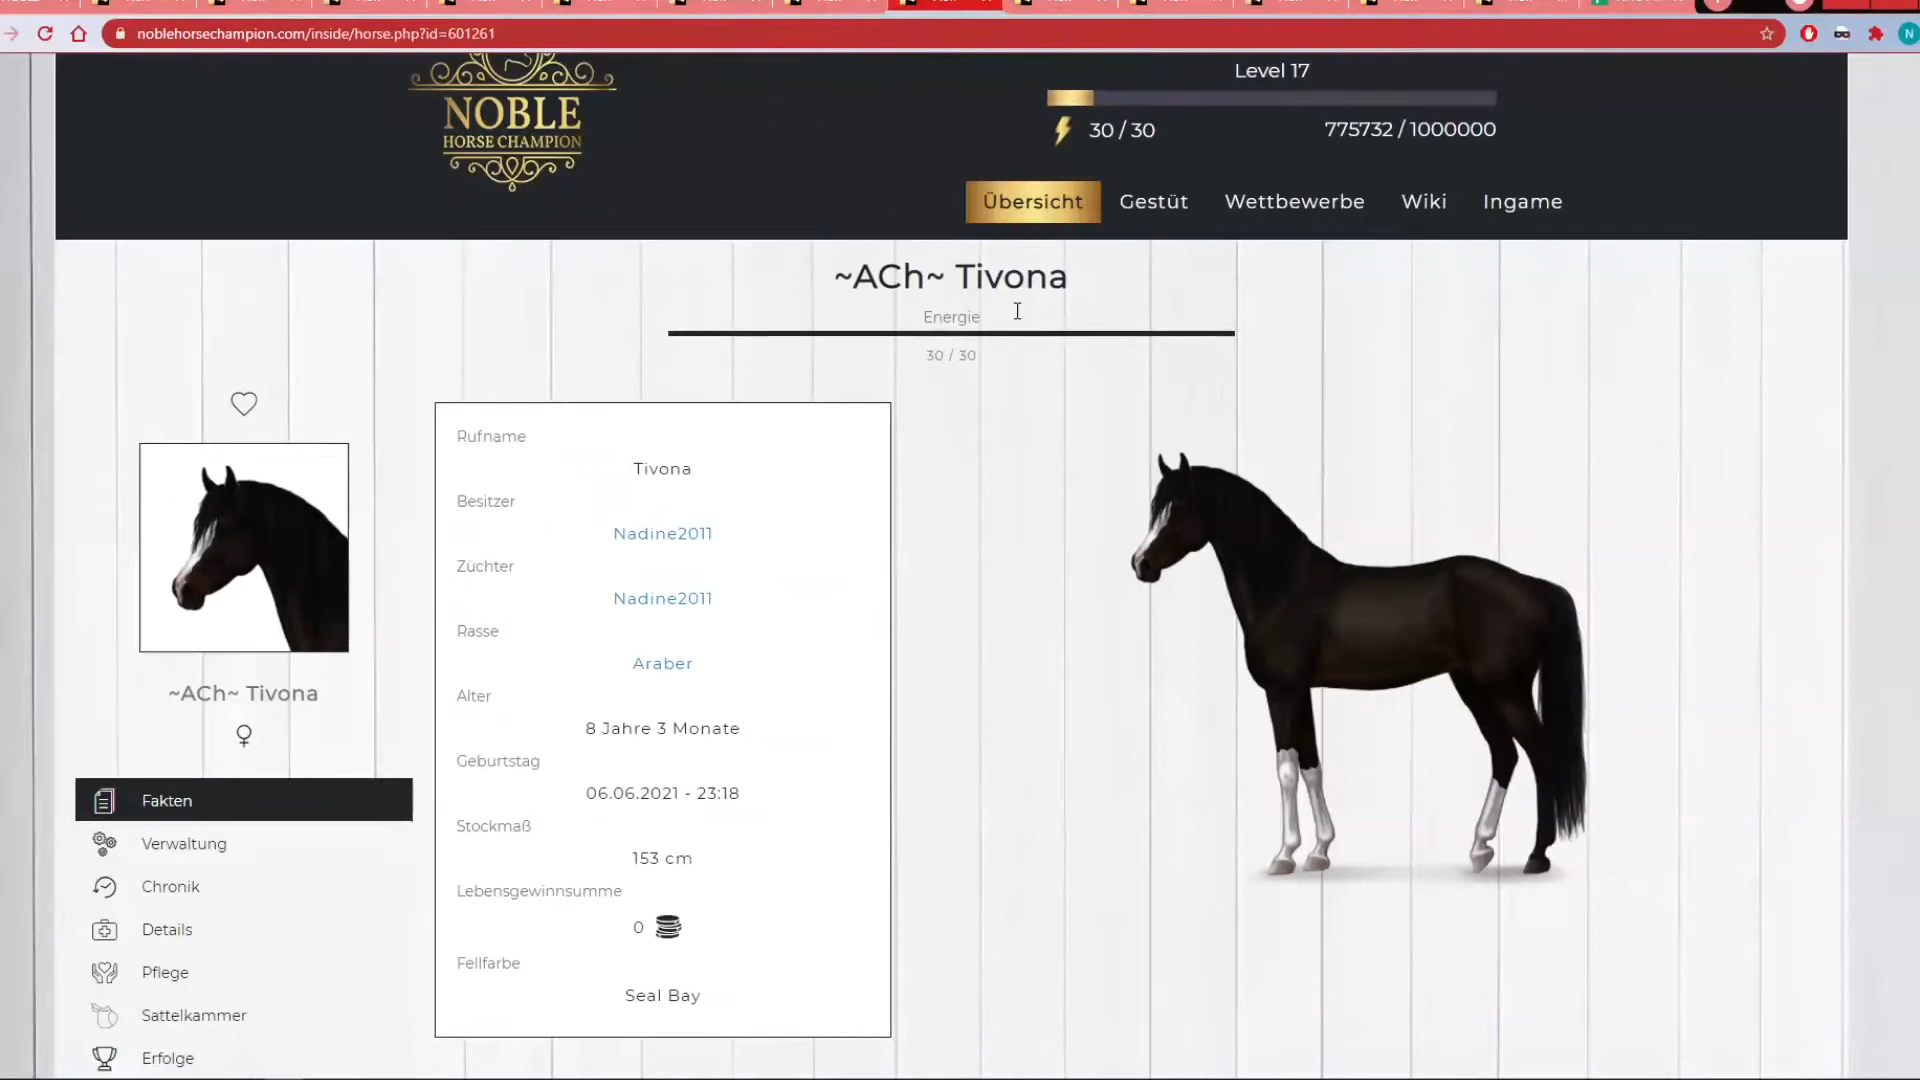 noblehorsechampion.com/inside/horse.php?id=601261
N
NOBLE
HORSE CHAMPION
Level 17
30 / 30
775732 / 1000000
Übersicht
Gestüt
Wettbewerbe
Wiki
Ingame
~ACh~ Tivona
Energie
30 / 30
~ACh~ Tivona
Fakten
Verwaltung
Chronik
Details
Pflege
Sattelkammer
Erfolge
Rufname
Tivona
Besitzer
Nadine2011
Züchter
Nadine2011
Rasse
Araber
Alter
8 Jahre 3 Monate
Geburtstag
06.06.2021 - 23:18
Stockmaß
153 cm
Lebensgewinnsumme
0
Fellfarbe
Seal Bay